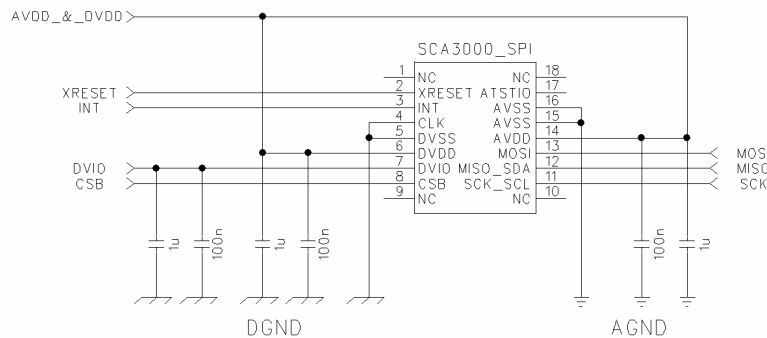 AVDD_&_DVDD
SCA3000_SPI
1 NC NC 18
XRESET 2 XRESET ATSTIO 17
INT 3 INT AVSS 16
4 CLK AVSS 15
5 DVSS AVDD 14
6 DVDD MOSI 13 MOS
DVIO 7 DVIO MISO_SDA 12 MISO
CSB 8 CSB SCK_SCL 11 SCK
9 NC NC 10
1u 100n 1u 100n 100n 1u
DGND AGND